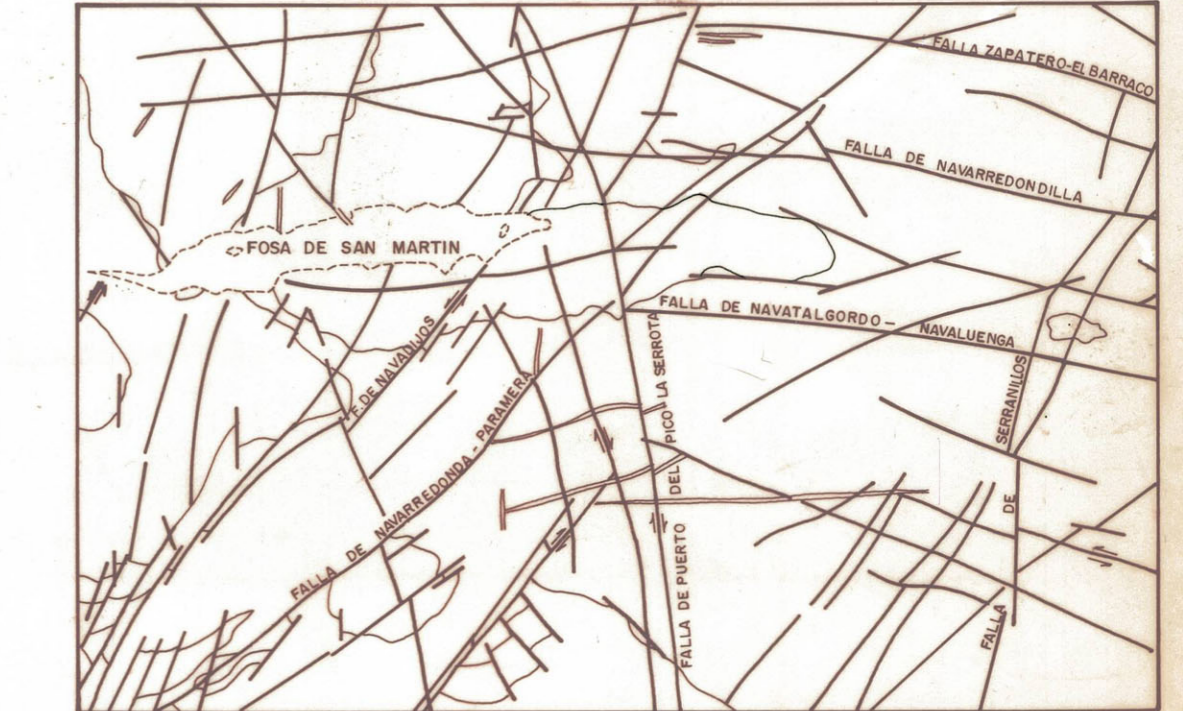 FALLA ZAPATERO-EL BARRACO
FALLA DE NAVARREDONDILLA
FOSA DE SAN MARTIN
FALLA DE NAVATALGORDO - NAVALUENGA
F. DE NAVADIJOS
FALLA DE NAVARREDONDA - PARAMERA
FALLA DE PUERTO DEL PICO LA SERROTA
FALLA DE SERRANILLOS